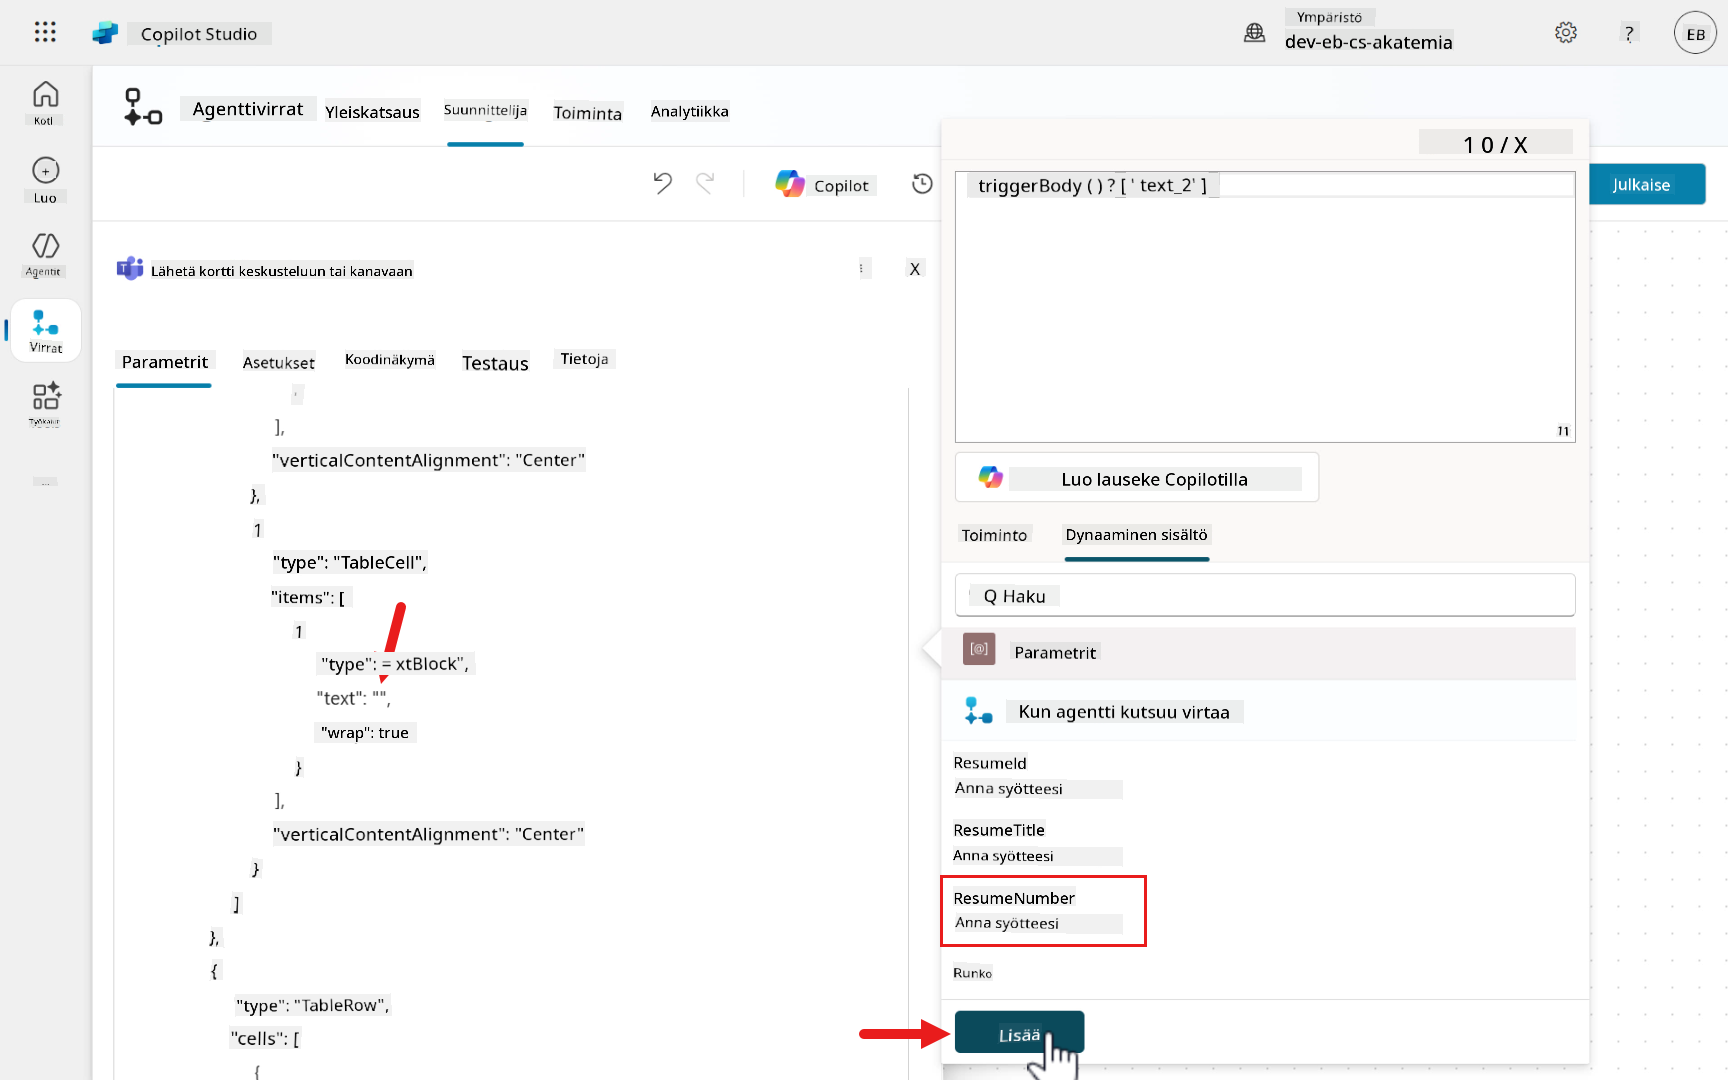 Copilot Studio
Ympäristö
dev-eb-cs-akatemia
?
EB
Koti
Luo
Agentit
Virrat
Työkalut
...
Agenttivirrat Yleiskatsaus Suunnittelija Toiminta Analytiikka
Copilot
Julkaise
Lähetä kortti keskusteluun tai kanavaan
X
Parametrit Asetukset Koodinäkymä Testaus Tietoja
],
"verticalContentAlignment": "Center"
},
1
"type": "TableCell",
"items": [
1
"type": = xtBlock",
"text": "",
"wrap": true
}
],
"verticalContentAlignment": "Center"
}
]
},
{
"type": "TableRow",
"cells": [
{
1 0 / X
triggerBody ( ) ? [ ' text_2' ]
11
Luo lauseke Copilotilla
Toiminto Dynaaminen sisältö
Q Haku
[@] Parametrit
Kun agentti kutsuu virtaa
ResumeId
Anna syötteesi
ResumeTitle
Anna syötteesi
ResumeNumber
Anna syötteesi
Runko
Lisää